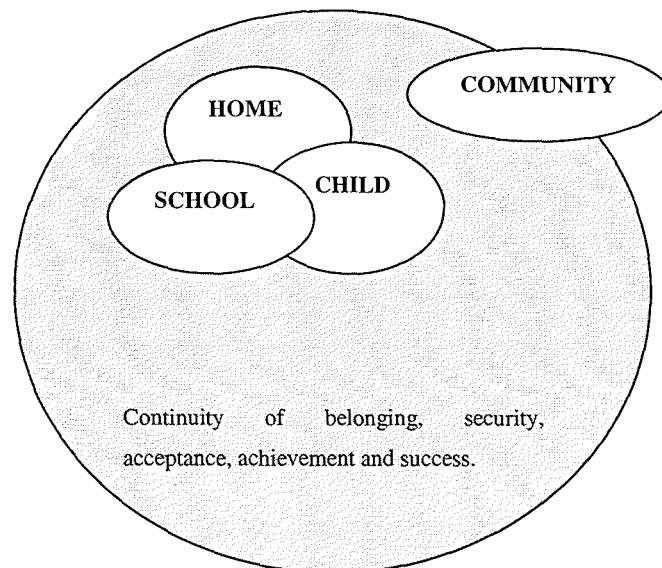 COMMUNITY
HOME
CHILD
SCHOOL
Continuity of belonging, security,
acceptance, achievement and success.